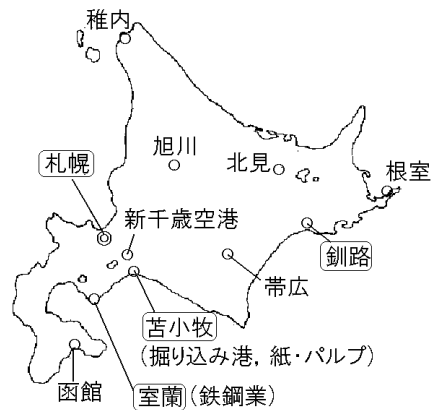 稚内
旭川
北見
根室
札幌
新千歳空港
釧路
帯広
苫小牧
(掘り込み港, 紙・パルプ)
函館
室蘭(鉄鋼業)